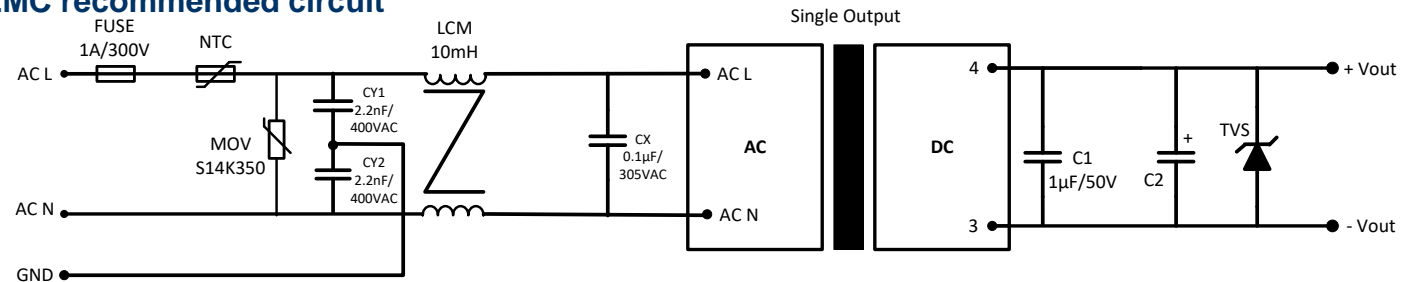 EMC recommended circuit
Single Output
FUSE
1A/300V
NTC
LCM
10mH
AC L
AC L
4
+ Vout
CY1
2.2nF/
400VAC
MOV
S14K350
CX
0.1µF/
305VAC
AC
DC
C1
1µF/50V
+
C2
TVS
CY2
2.2nF/
400VAC
AC N
AC N
3
- Vout
GND